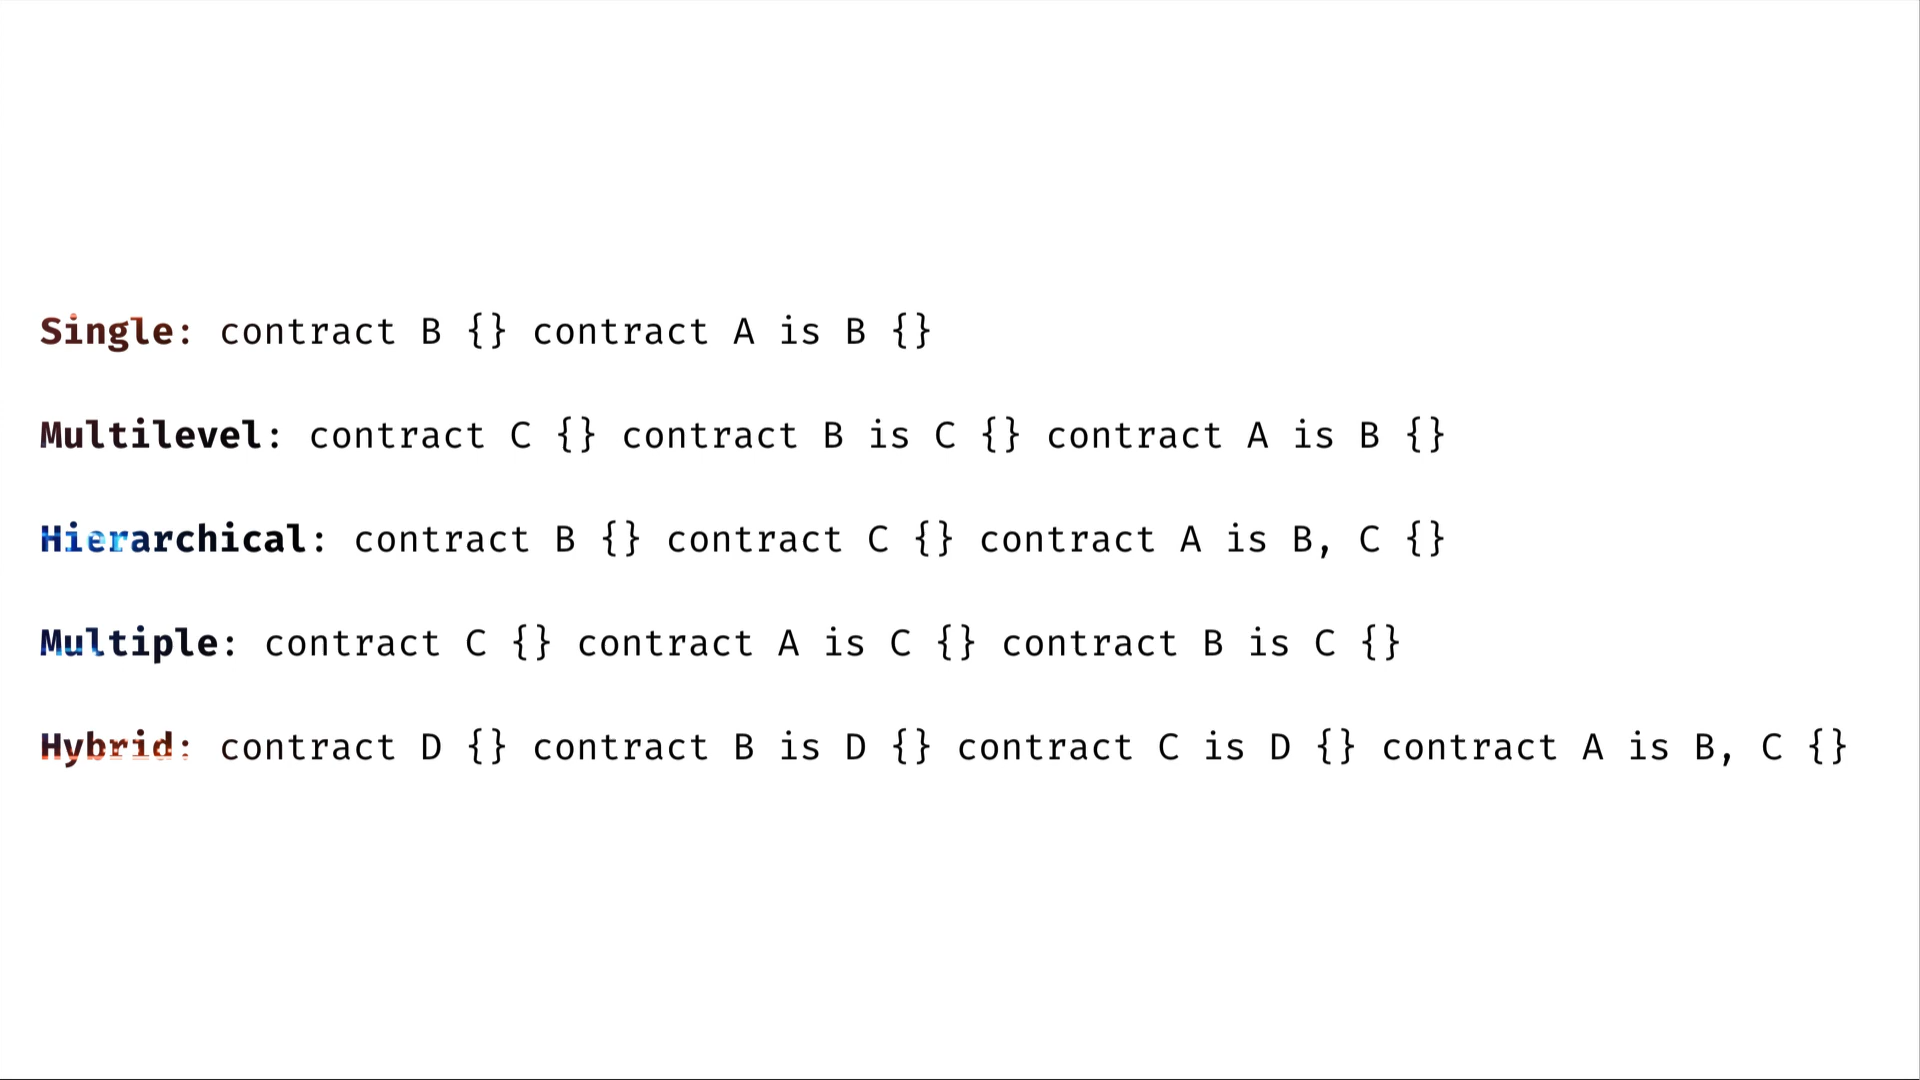 Single: contract B {} contract A is B {}
Multilevel: contract C {} contract B is C {} contract A is B {}
Hierarchical: contract B {} contract C {} contract A is B, C {}
Multiple: contract C {} contract A is C {} contract B is C {}
Hybrid: contract D {} contract B is D {} contract C is D {} contract A is B, C {}